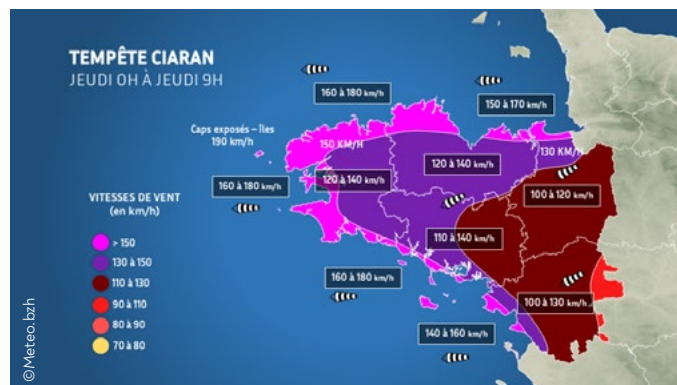 TEMPÊTE CIARAN
JEUDI 0H À JEUDI 9H
160 à 180 km/h
150 à 170 km/h
Caps exposés – îles
190 km/h
150 KM/H
130 KM/H
120 à 140 km/h
120 à 140 km/h
160 à 180 km/h
100 à 120 km/h
VITESSES DE VENT
(en km/h)
> 150
130 à 150
110 à 130
90 à 110
80 à 90
70 à 80
110 à 140 km/h
160 à 180 km/h
100 à 130 km/h
140 à 160 km/h
©Meteo.bzh